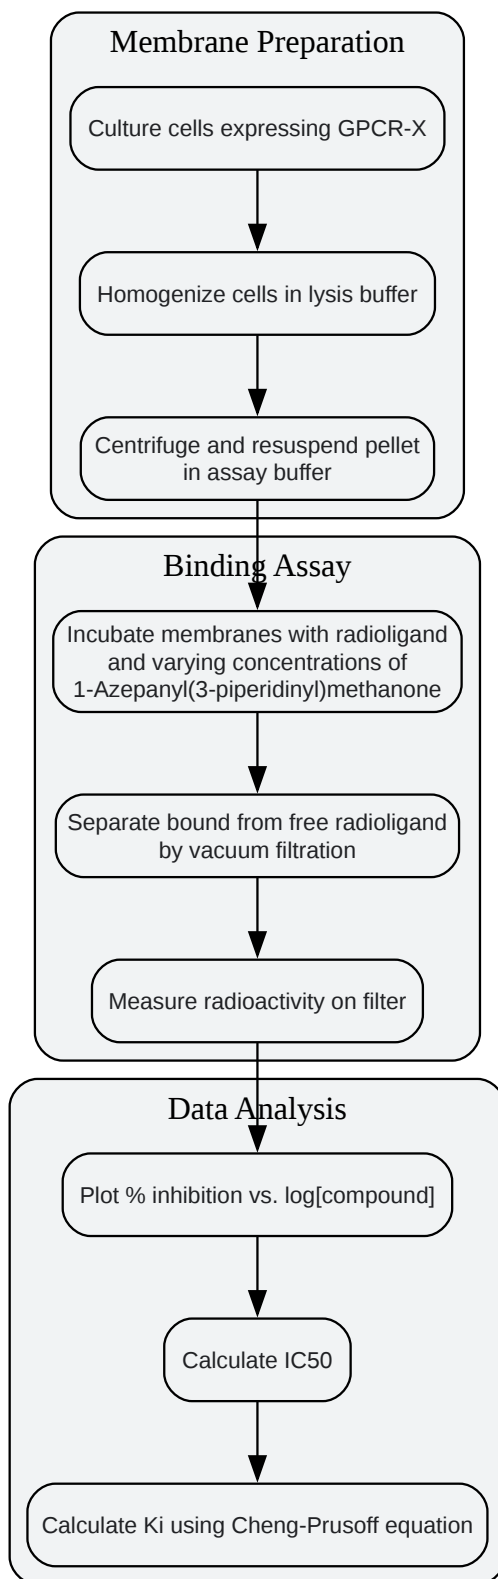 Membrane Preparation
Culture cells expressing GPCR-X
Homogenize cells in lysis buffer
Centrifuge and resuspend pellet
in assay buffer
Binding Assay
Incubate membranes with radioligand
and varying concentrations of
1-Azepanyl(3-piperidinyl)methanone
Separate bound from free radioligand
by vacuum filtration
Measure radioactivity on filter
Data Analysis
Plot % inhibition vs. log[compound]
Calculate IC50
Calculate Ki using Cheng-Prusoff equation